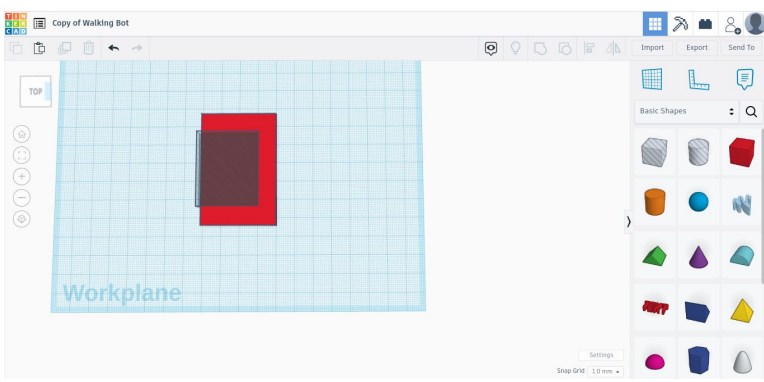 TIN
KER
CAD
Copy of Walking Bot
Import
Export
Send To
TOP
Basic Shapes
Workplane
Settings
Snap Grid 1.0 mm